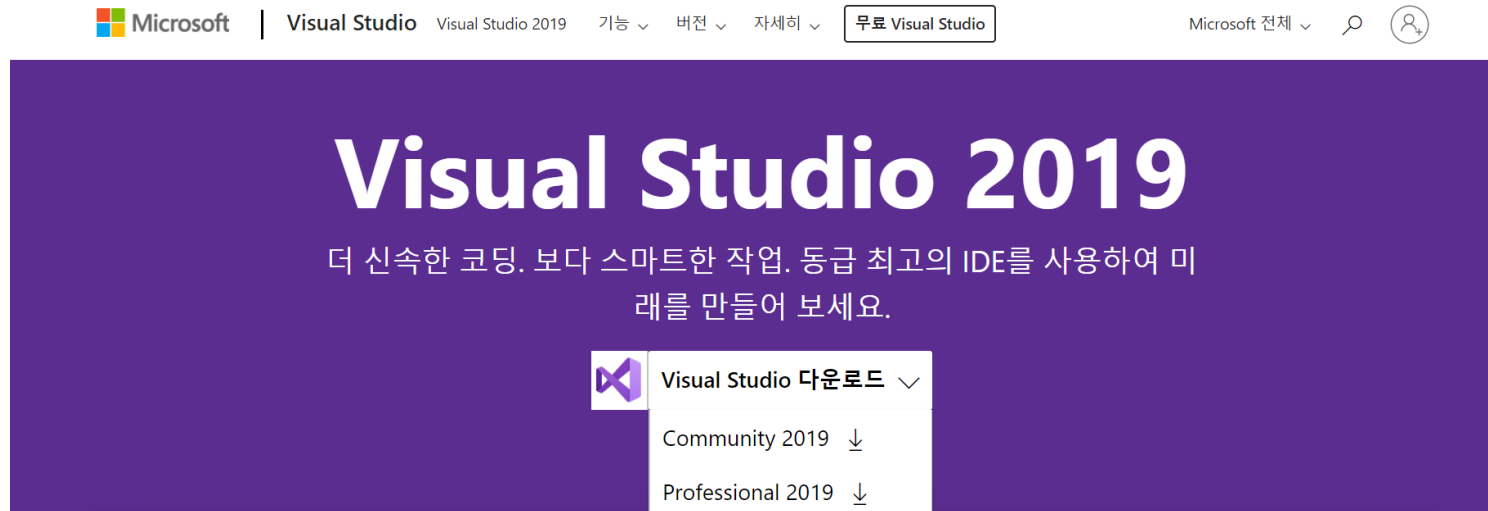 Microsoft Visual Studio Visual Studio 2019 기능 버전 자세히 무료 Visual Studio Microsoft 전체
Visual Studio 2019
더 신속한 코딩. 보다 스마트한 작업. 동급 최고의 IDE를 사용하여 미
래를 만들어 보세요.
Visual Studio 다운로드
Community 2019
Professional 2019